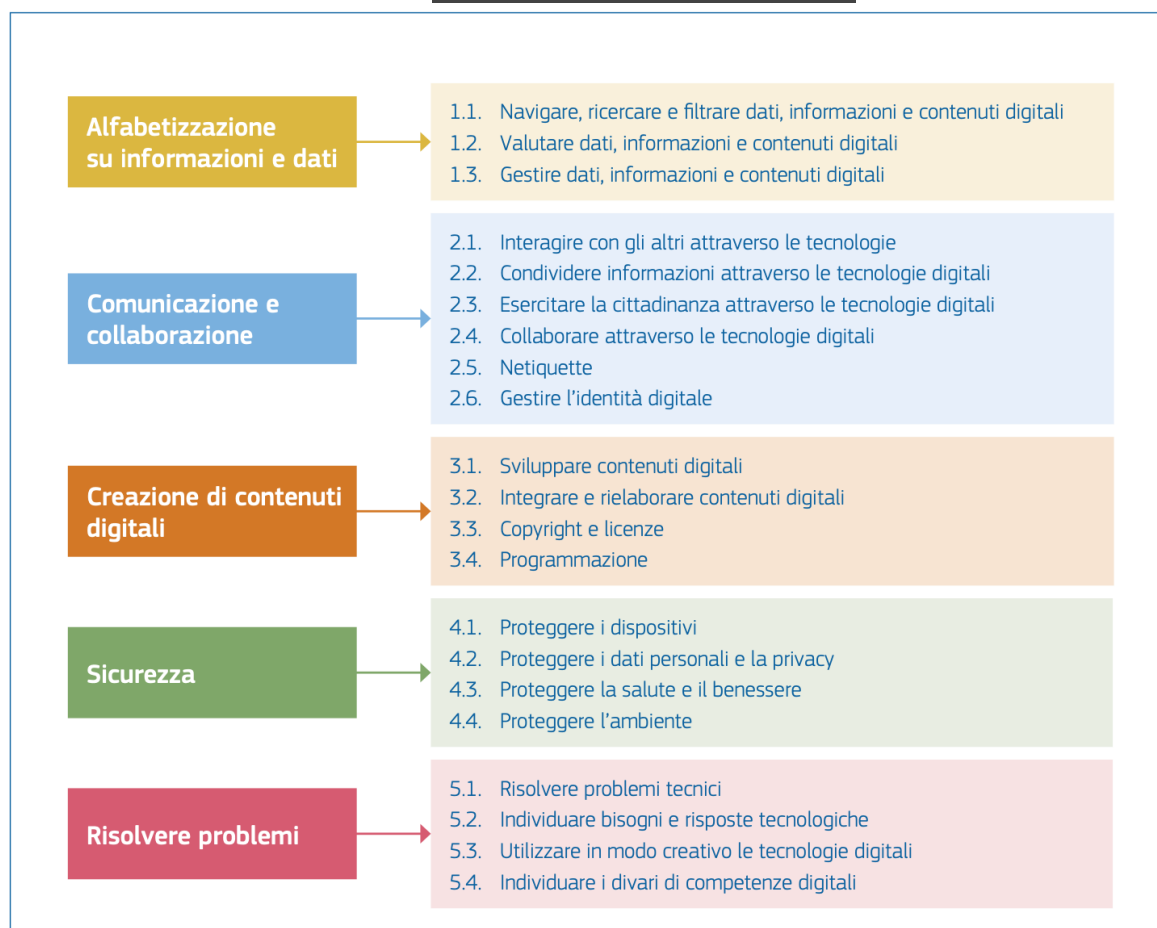 Alfabetizzazione
su informazioni e dati
1.1. Navigare, ricercare e filtrare dati, informazioni e contenuti digitali
1.2. Valutare dati, informazioni e contenuti digitali
1.3. Gestire dati, informazioni e contenuti digitali
Comunicazione e
collaborazione
2.1. Interagire con gli altri attraverso le tecnologie
2.2. Condividere informazioni attraverso le tecnologie digitali
2.3. Esercitare la cittadinanza attraverso le tecnologie digitali
2.4. Collaborare attraverso le tecnologie digitali
2.5. Netiquette
2.6. Gestire l'identità digitale
Creazione di contenuti
digitali
3.1. Sviluppare contenuti digitali
3.2. Integrare e rielaborare contenuti digitali
3.3. Copyright e licenze
3.4. Programmazione
Sicurezza
4.1. Proteggere i dispositivi
4.2. Proteggere i dati personali e la privacy
4.3. Proteggere la salute e il benessere
4.4. Proteggere l'ambiente
Risolvere problemi
5.1. Risolvere problemi tecnici
5.2. Individuare bisogni e risposte tecnologiche
5.3. Utilizzare in modo creativo le tecnologie digitali
5.4. Individuare i divari di competenze digitali